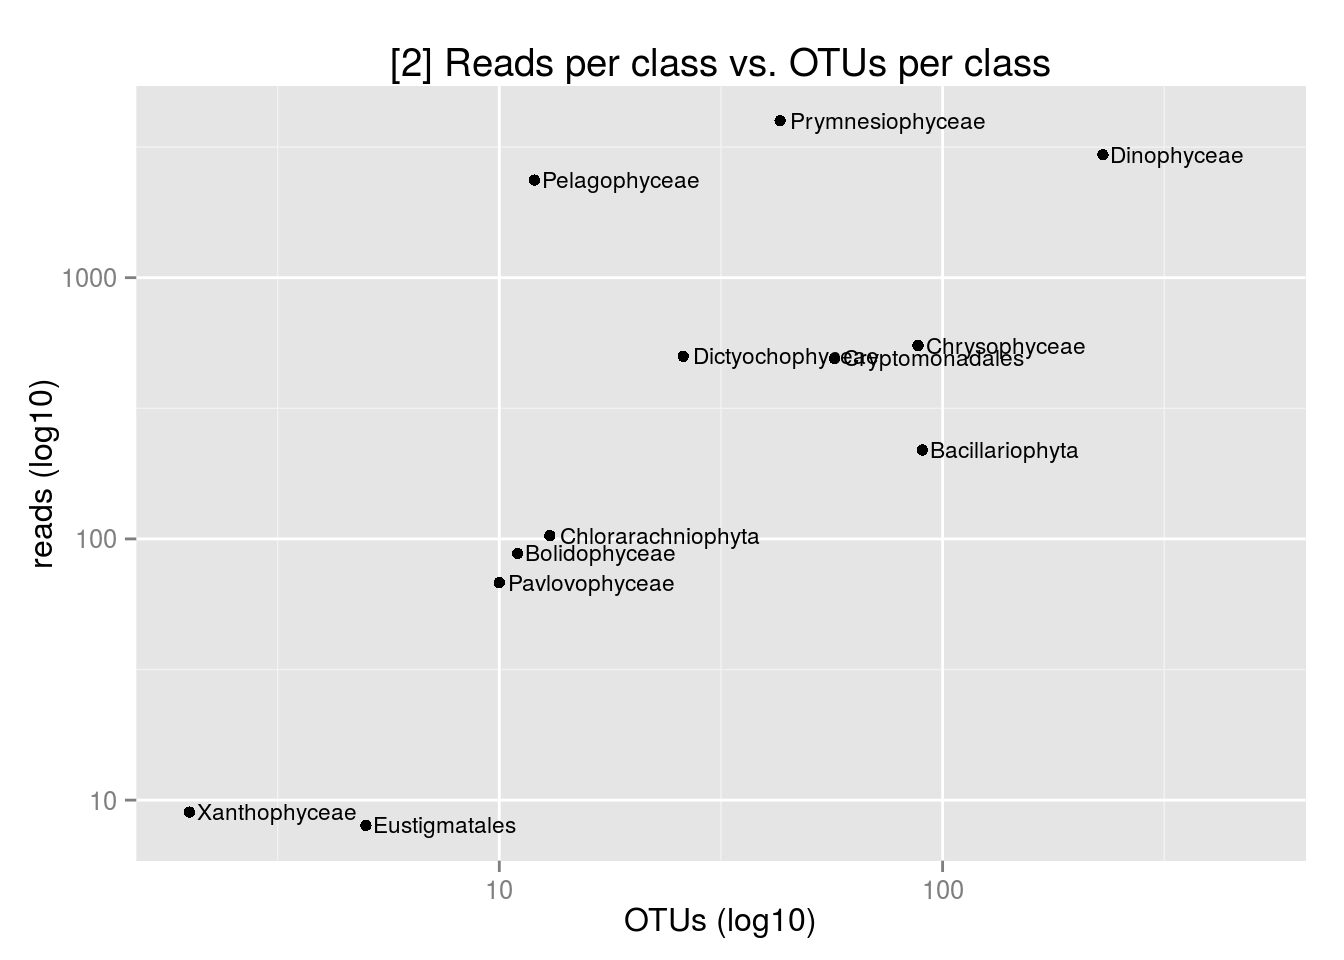 [2] Reads per class vs. OTUs per class
Prymnesiophyceae
Dinophyceae
Pelagophyceae
1000
Chrysophyceae
Dictyochophyceae
Cryptomonadales
Bacillariophyta
reads (log10)
Chlorarachniophyta
100
Bolidophyceae
Pavlovophyceae
10
Xanthophyceae
Eustigmatales
10
100
OTUs (log10)